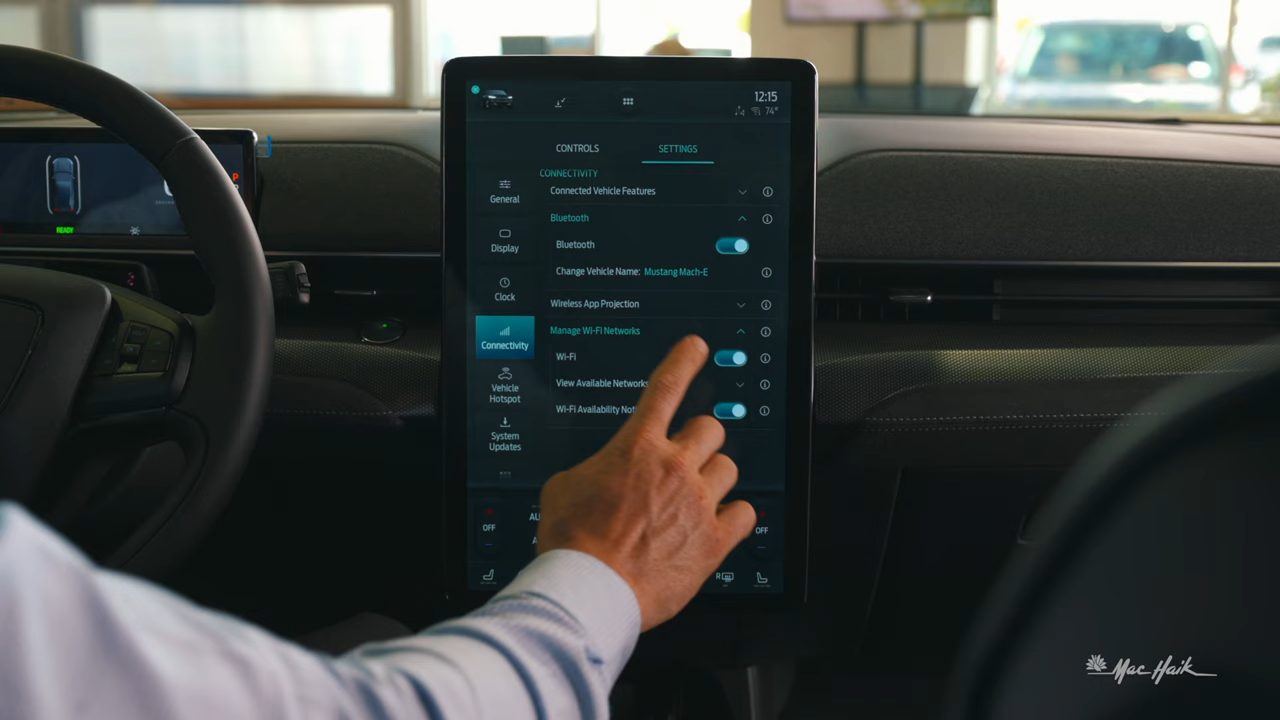 12:15
74°
CONTROLS
SETTINGS
CONNECTIVITY
General
Connected Vehicle Features
Bluetooth
Display
Bluetooth
Change Vehicle Name: Mustang Mach-E
Clock
Wireless App Projection
Connectivity
Manage Wi-Fi Networks
Wi-Fi
Vehicle
Hotspot
View Available Networks
Wi-Fi Availability
System
Updates
OFF
OFF
R
P
READY
Mac Haik